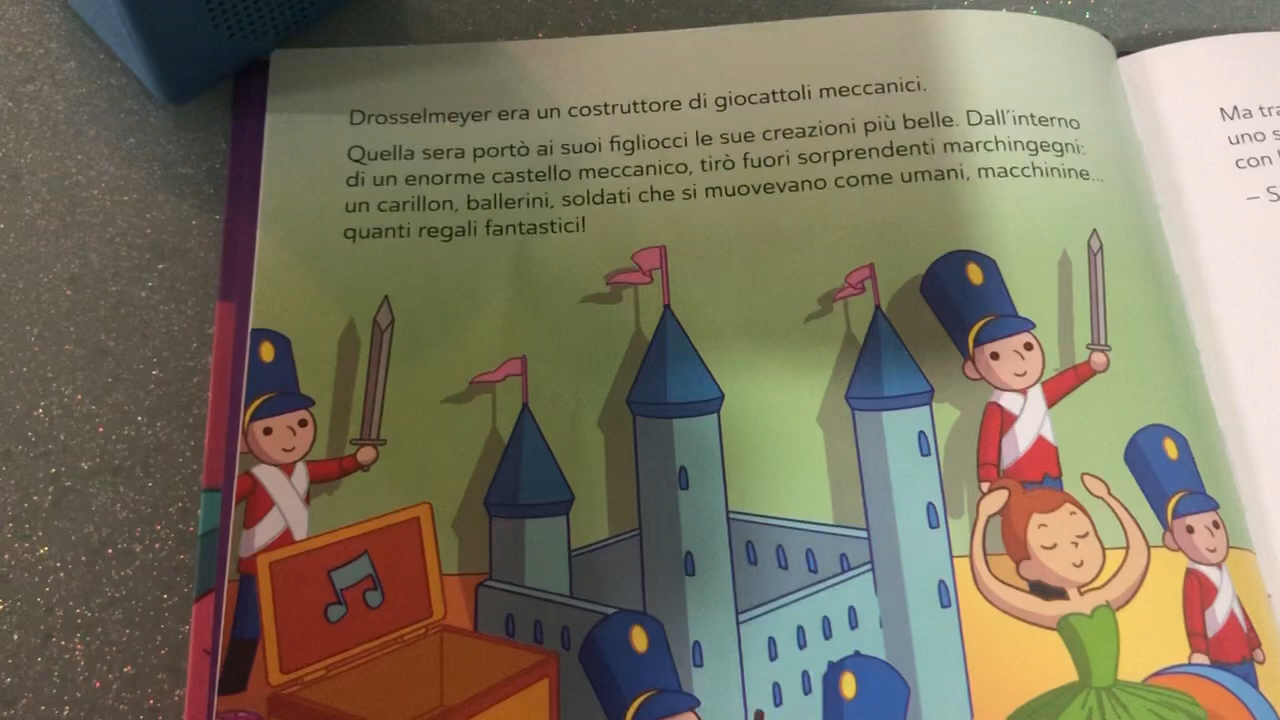 Drosselmeyer era un costruttore di giocattoli meccanici.
Quella sera portò ai suoi figliocci le sue creazioni più belle. Dall'interno
di un enorme castello meccanico, tirò fuori sorprendenti marchingegni:
un carillon, ballerini, soldati che si muovevano come umani, macchinine...
quanti regali fantastici!
Ma
uno
con
–